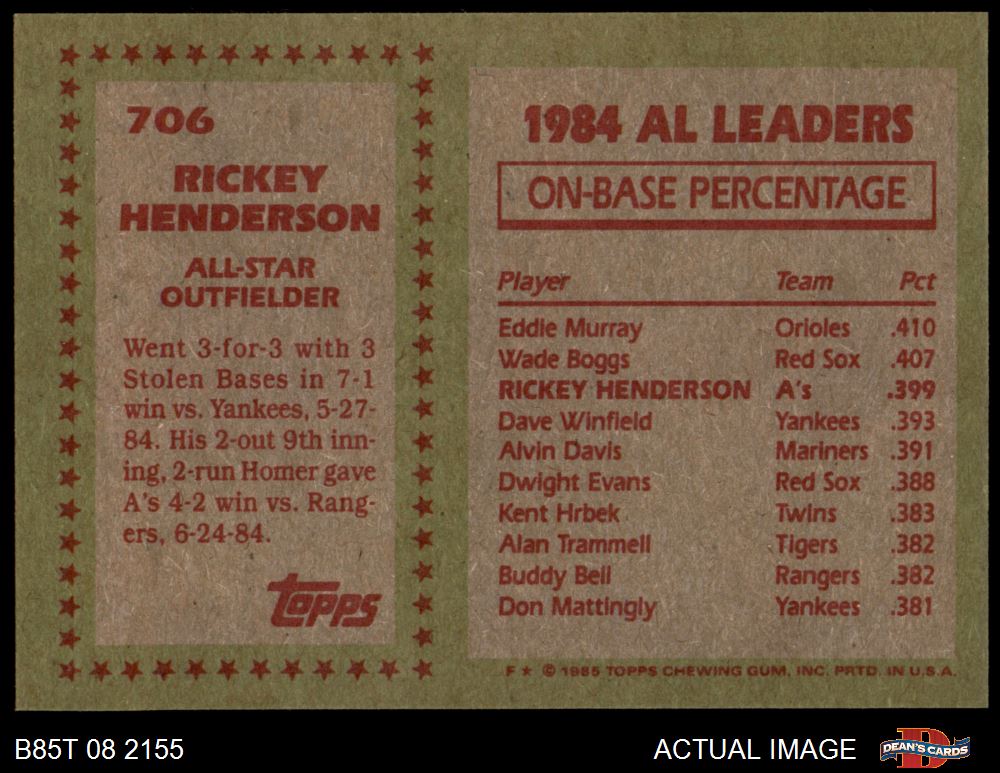 706
RICKEY
HENDERSON
ALL-STAR
OUTFIELDER
Went 3-for-3 with 3
Stolen Bases in 7-1
win vs. Yankees, 5-27-
84. His 2-out 9th inn-
ing, 2-run Homer gave
A's 4-2 win vs. Rang-
ers, 6-24-84.
topps
1984 AL LEADERS
ON-BASE PERCENTAGE
Player Team Pct
Eddie Murray Orioles .410
Wade Boggs Red Sox .407
RICKEY HENDERSON A's .399
Dave Winfield Yankees .393
Alvin Davis Mariners .391
Dwight Evans Red Sox .388
Kent Hrbek Twins .383
Alan Trammell Tigers .382
Buddy Bell Rangers .382
Don Mattingly Yankees .381
F ★ © 1985 TOPPS CHEWING GUM, INC. PRTD. IN U.S.A.
B85T 08 2155
ACTUAL IMAGE
D
DEAN'S CARDS